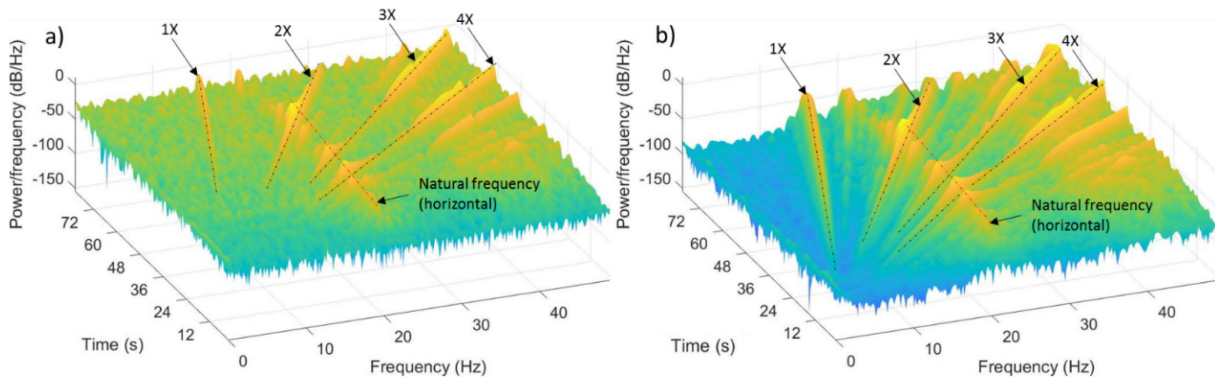 a)
1X
2X
3X
4X
0
-50
-100
-150
Power/frequency (dB/Hz)
72
60
48
36
24
12
Time (s)
0
10
20
30
40
Frequency (Hz)
Natural frequency
(horizontal)
b)
1X
2X
3X
4X
0
-50
-100
-150
Power/frequency (dB/Hz)
72
60
48
36
24
12
Time (s)
0
10
20
30
40
Frequency (Hz)
Natural frequency
(horizontal)